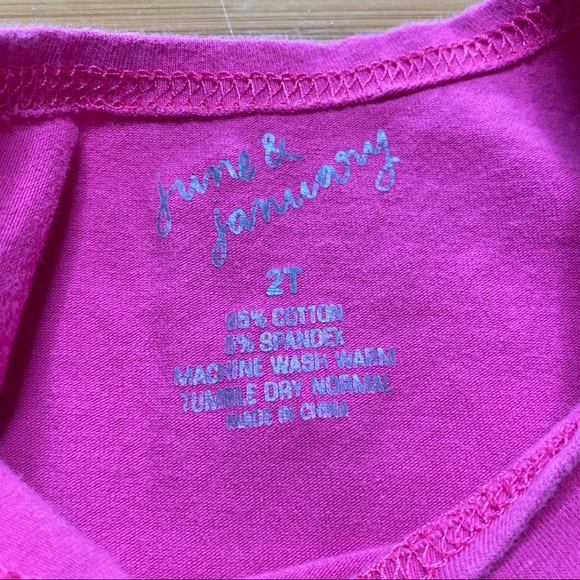 june &
january
2T
95% COTTON
5% SPANDEX
MACHINE WASH WARM
TUMBLE DRY NORMAL
MADE IN CHINA